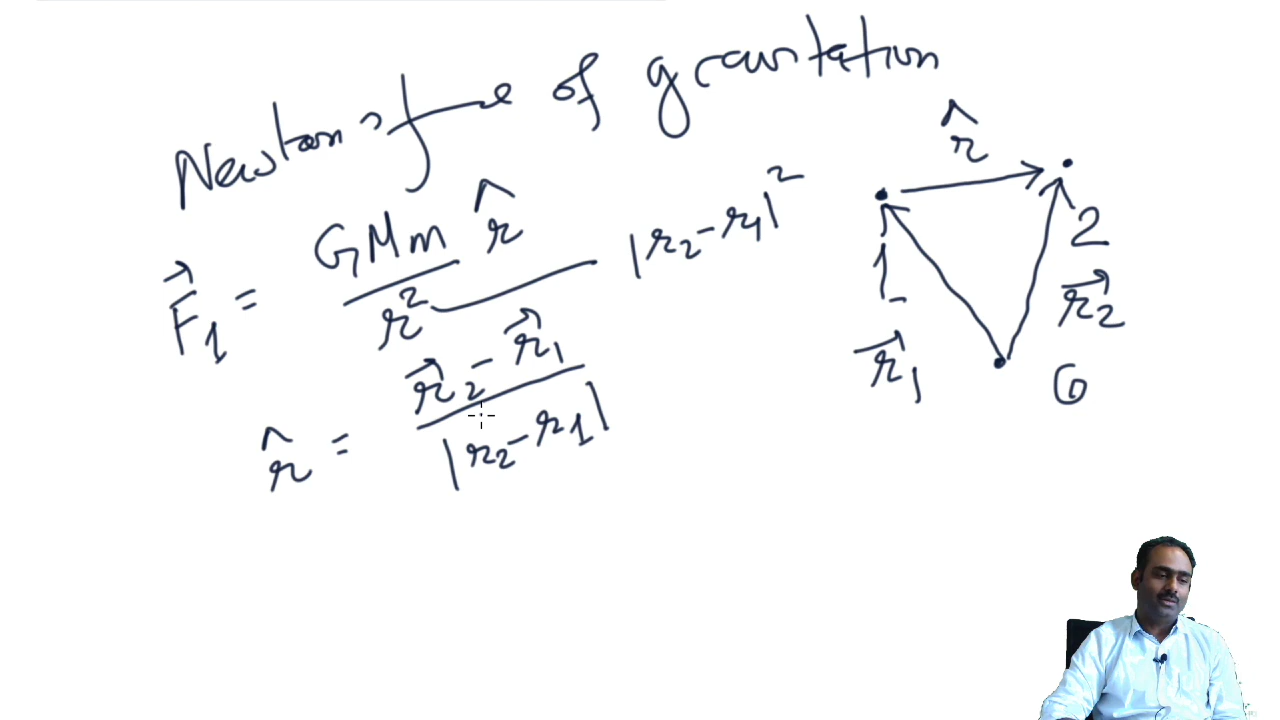 Newton's force of gravitation
F⃗₁ = GMm/r² r̂
|r₂-r₁|²
r̂ = (r⃗₂ - r⃗₁)/|r₂-r₁|
r̂
1
2
r⃗₁
r⃗₂
O